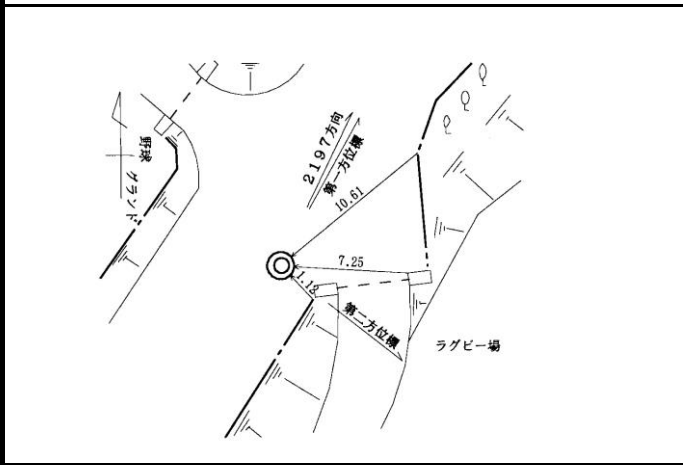 2197方向
第一方位標
野球
グランド
10.61
7.25
1.12
第二方位標
ラグビー場